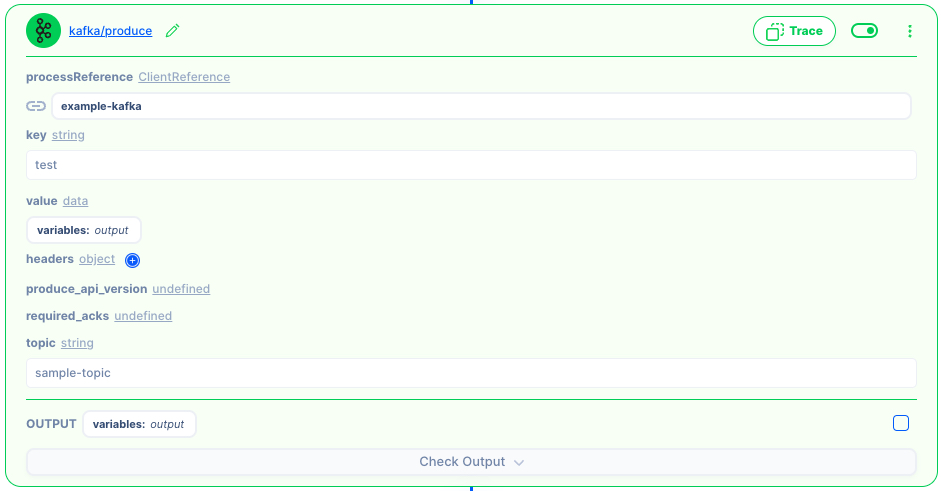 kafka/produce Trace
processReference ClientReference
example-kafka
key string
test
value data
variables: output
headers object
produce_api_version undefined
required_acks undefined
topic string
sample-topic
OUTPUT variables: output
Check Output